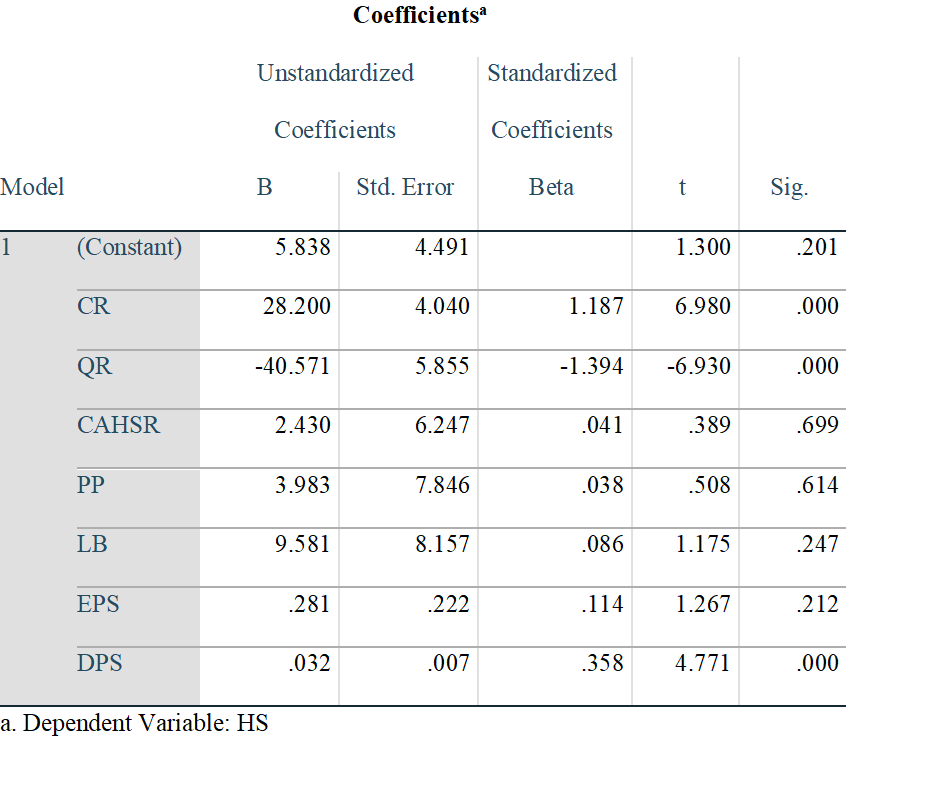 Coefficientsª
Unstandardized Standardized
Coefficients Coefficients
Model B Std. Error Beta t Sig.
1 (Constant) 5.838 4.491 1.300 .201
CR 28.200 4.040 1.187 6.980 .000
QR -40.571 5.855 -1.394 -6.930 .000
CAHSR 2.430 6.247 .041 .389 .699
PP 3.983 7.846 .038 .508 .614
LB 9.581 8.157 .086 1.175 .247
EPS .281 .222 .114 1.267 .212
DPS .032 .007 .358 4.771 .000
a. Dependent Variable: HS